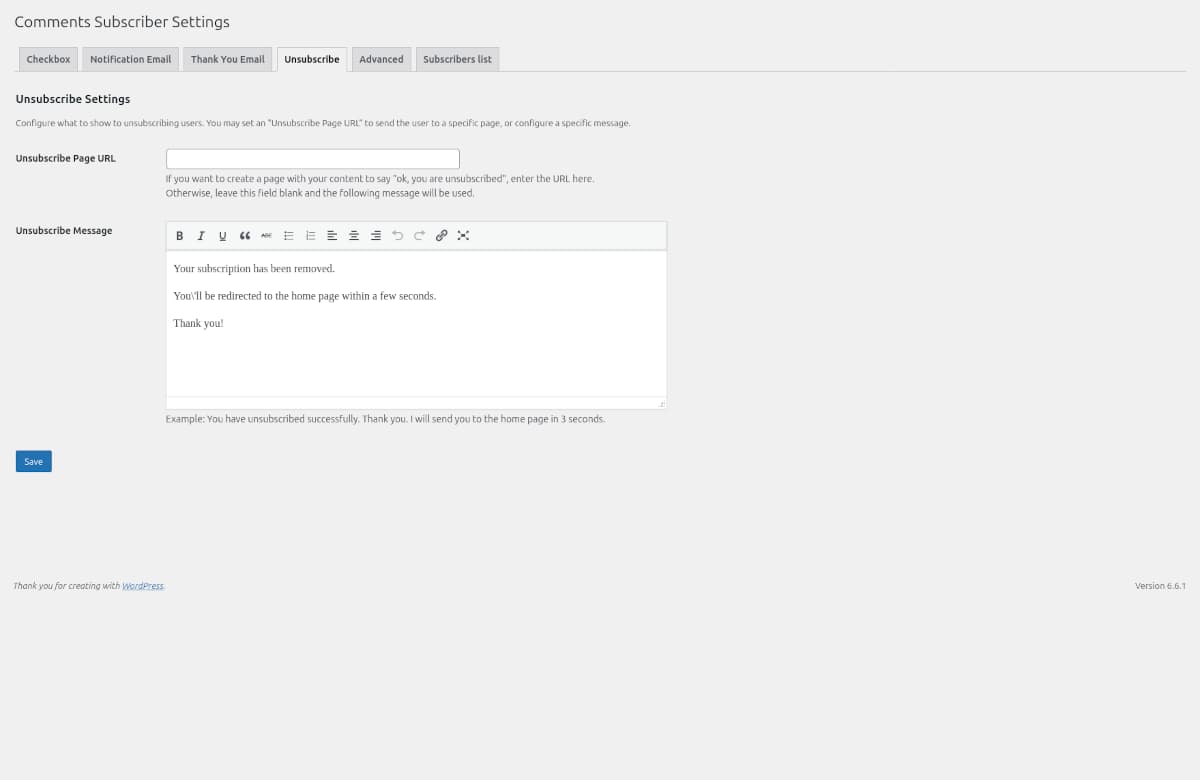 Comments Subscriber Settings
Checkbox
Notification Email
Thank You Email
Unsubscribe
Advanced
Subscribers list
Unsubscribe Settings
Configure what to show to unsubscribing users. You may set an "Unsubscribe Page URL" to send the user to a specific page, or configure a specific message.
Unsubscribe Page URL
If you want to create a page with your content to say "ok, you are unsubscribed", enter the URL here.
Otherwise, leave this field blank and the following message will be used.
Unsubscribe Message
B I U ABC
Your subscription has been removed.
You\'ll be redirected to the home page within a few seconds.
Thank you!
Example: You have unsubscribed successfully. Thank you. I will send you to the home page in 3 seconds.
Save
Thank you for creating with WordPress.
Version 6.6.1